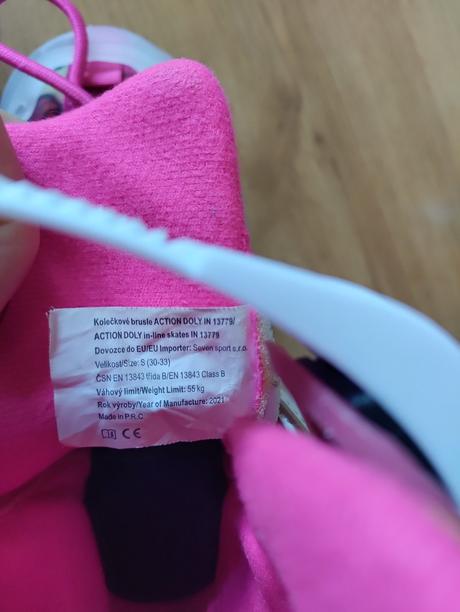 Kolečkové brusle ACTION DOLY IN 13779/
ACTION DOLY in-line skates IN 13779
Dovozce do EU/EU Importer: Seven sport s.r.o.
Velikost/Size: S (30-33)
ČSN EN 13843 třída B/EN 13843 Class B
Váhový limit/Weight Limit: 55 kg
Rok výroby/Year of Manufacture: 2021
Made in P.R.C
CE